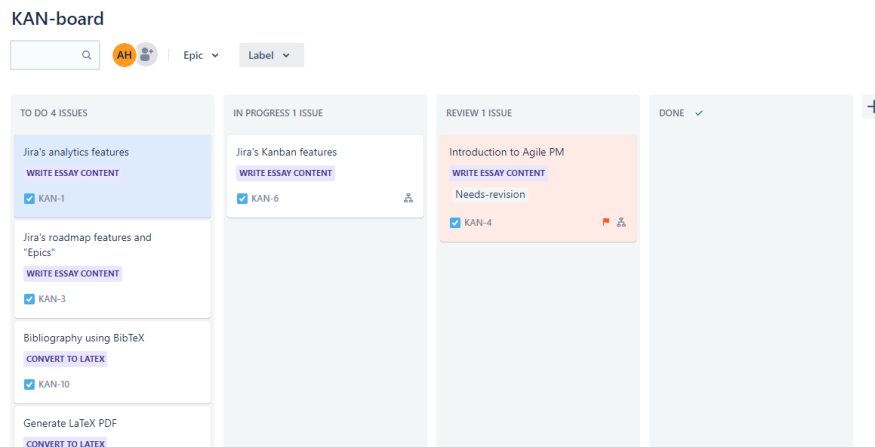 KAN-board
AH
Epic
Label
TO DO 4 ISSUES
Jira's analytics features
WRITE ESSAY CONTENT
KAN-1
Jira's roadmap features and
"Epics"
WRITE ESSAY CONTENT
KAN-3
Bibliography using BibTeX
CONVERT TO LATEX
KAN-10
Generate LaTeX PDF
CONVERT TO LATEX
IN PROGRESS 1 ISSUE
Jira's Kanban features
WRITE ESSAY CONTENT
KAN-6
REVIEW 1 ISSUE
Introduction to Agile PM
WRITE ESSAY CONTENT
Needs-revision
KAN-4
DONE